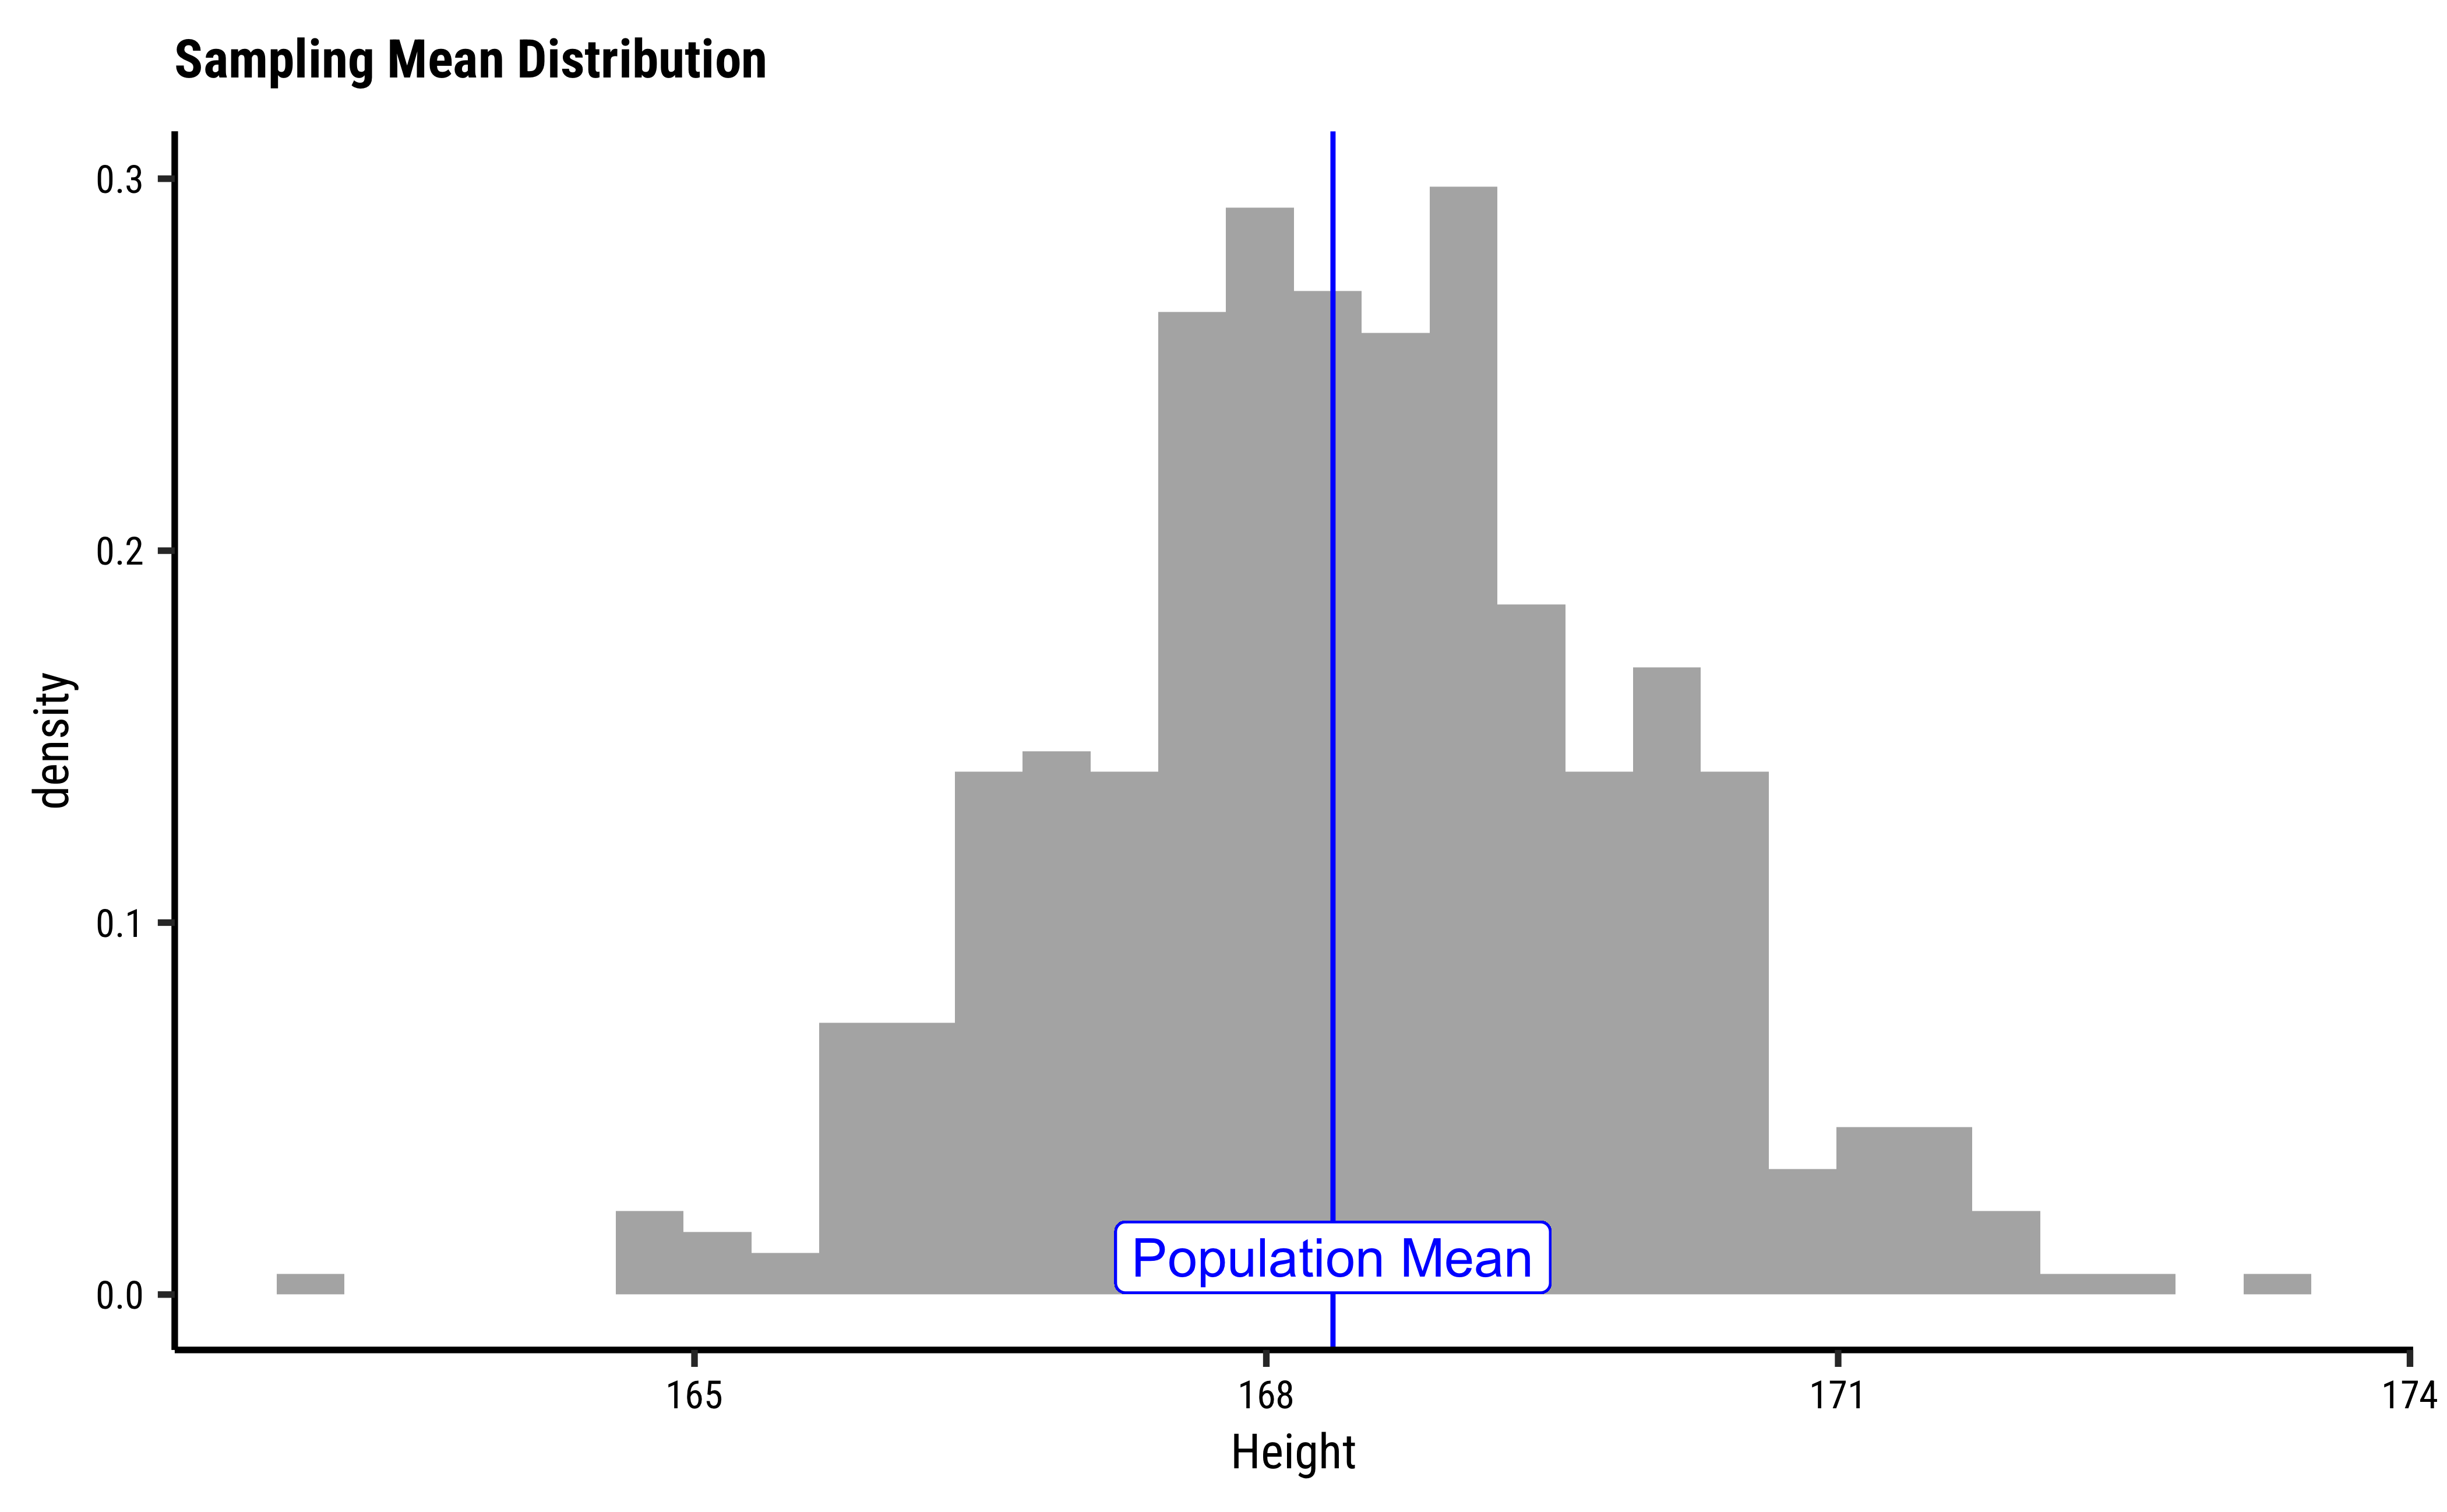 Sampling Mean Distribution
0.3
0.2
0.1
0.0
density
Population Mean
165 168 171 174
Height